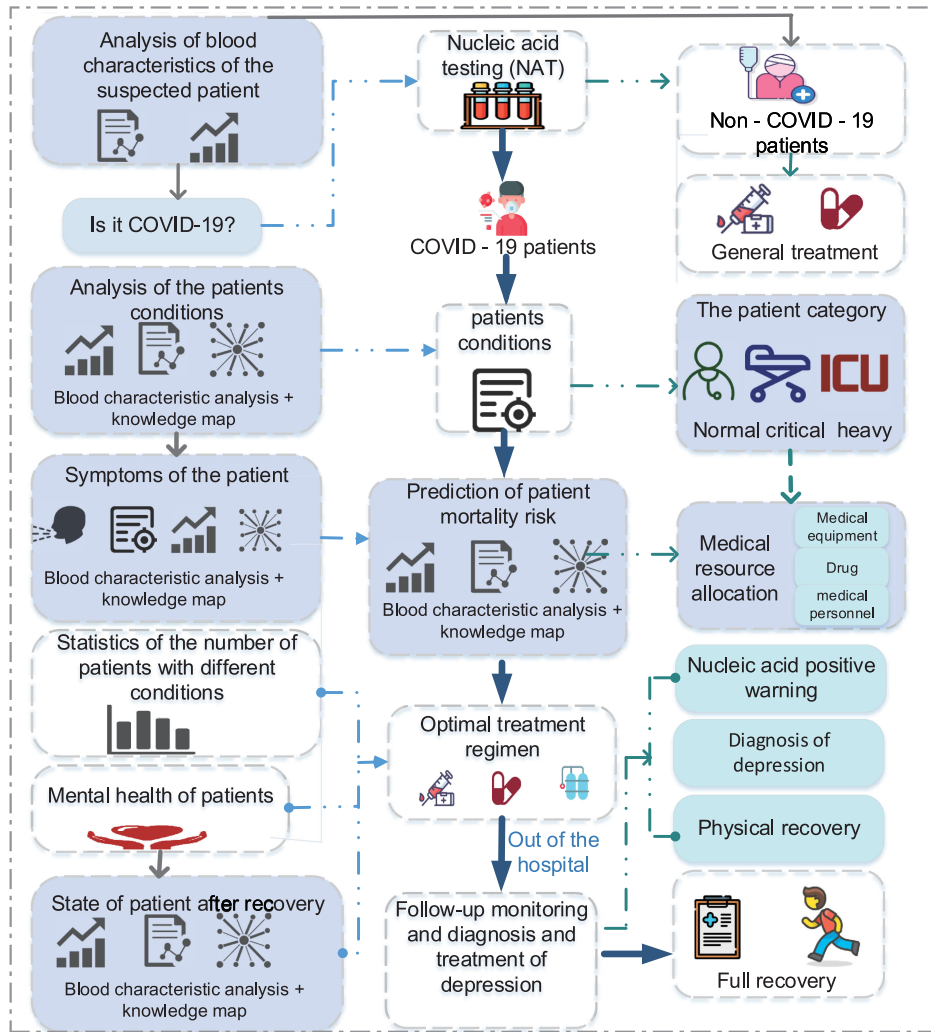 Analysis of blood
characteristics of the
suspected patient
Is it COVID-19?
Nucleic acid
testing (NAT)
COVID - 19 patients
Non - COVID - 19
patients
General treatment
Analysis of the patients
conditions
Blood characteristic analysis +
knowledge map
patients
conditions
The patient category
ICU
Normal critical heavy
Symptoms of the patient
Blood characteristic analysis +
knowledge map
Prediction of patient
mortality risk
Blood characteristic analysis +
knowledge map
Medical
resource
allocation
Medical
equipment
Drug
medical
personnel
Statistics of the number of
patients with different
conditions
Mental health of patients
State of patient after recovery
Blood characteristic analysis +
knowledge map
Optimal treatment
regimen
Out of the
hospital
Follow-up monitoring
and diagnosis and
treatment of
depression
Nucleic acid positive
warning
Diagnosis of
depression
Physical recovery
Full recovery